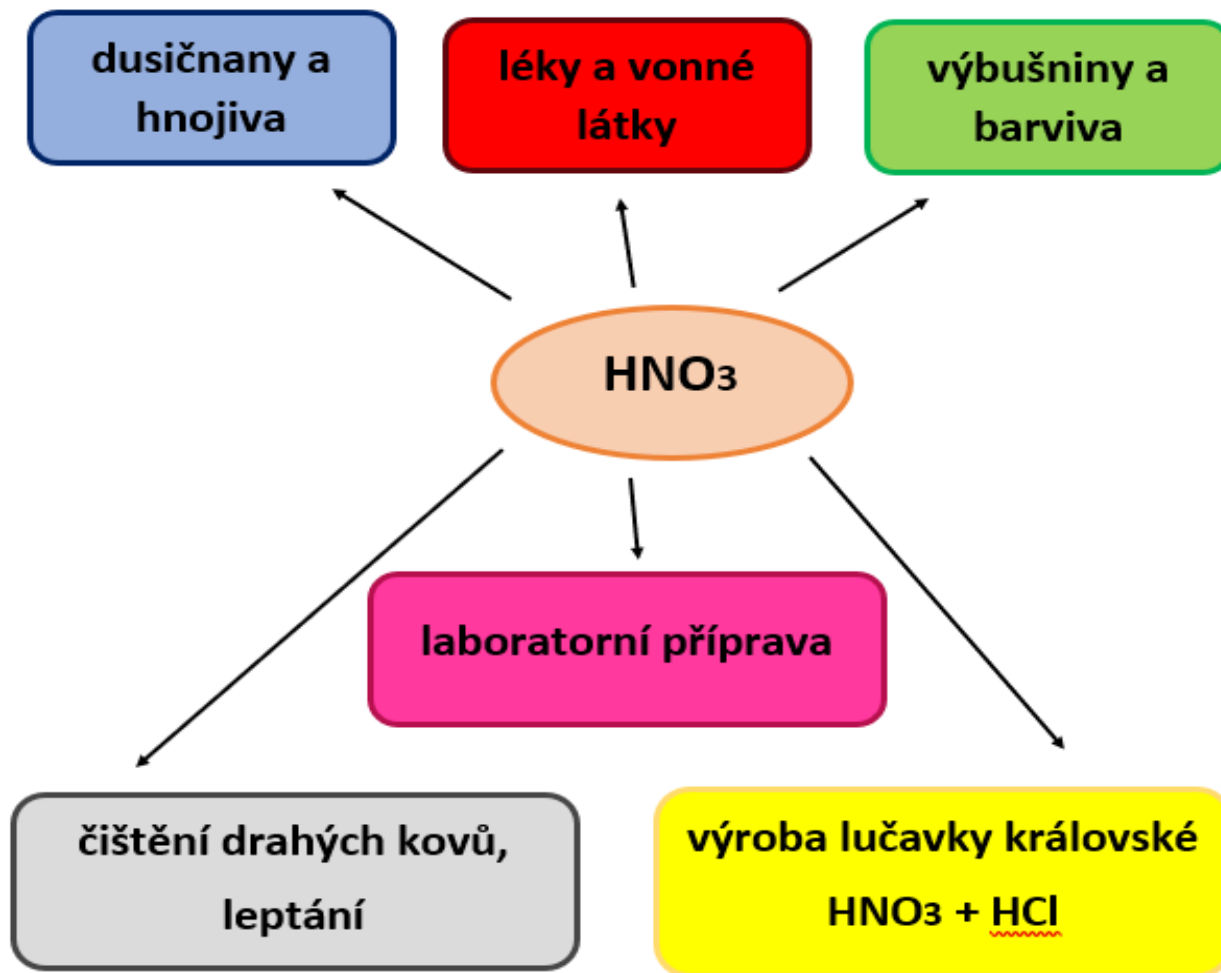 dusičnany a
hnojiva
léky a vonné
látky
výbušniny a
barviva
HNO₃
laboratorní příprava
čištění drahých kovů,
leptání
výroba lučavky královské
HNO₃ + HCl